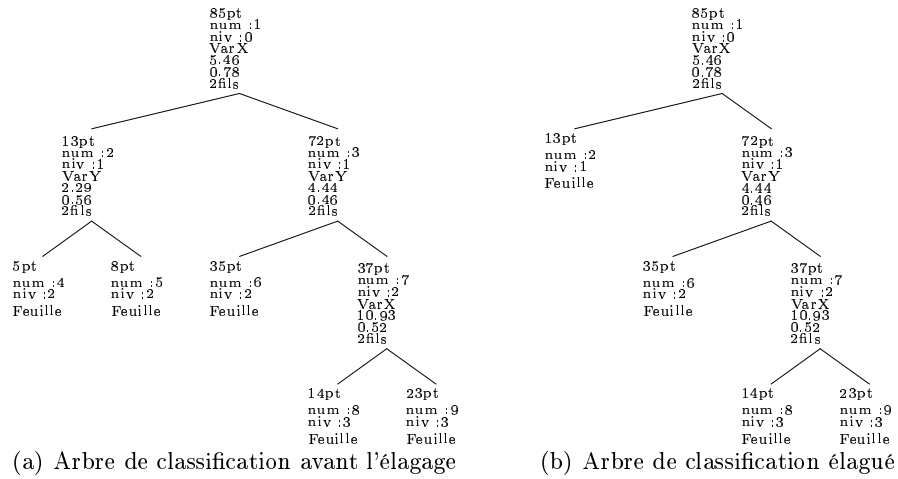 85pt
num :1
niv :0
VarX
5.46
0.78
2fils
13pt
num :2
niv :1
VarY
2.29
0.56
2fils
72pt
num :3
niv :1
VarY
4.44
0.46
2fils
5pt
num :4
niv :2
Feuille
8pt
num :5
niv :2
Feuille
35pt
num :6
niv :2
Feuille
37pt
num :7
niv :2
VarX
10.93
0.52
2fils
14pt
num :8
niv :3
Feuille
23pt
num :9
niv :3
Feuille
(a) Arbre de classification avant l'élagage
85pt
num :1
niv :0
VarX
5.46
0.78
2fils
13pt
num :2
niv :1
Feuille
72pt
num :3
niv :1
VarY
4.44
0.46
2fils
35pt
num :6
niv :2
Feuille
37pt
num :7
niv :2
VarX
10.93
0.52
2fils
14pt
num :8
niv :3
Feuille
23pt
num :9
niv :3
Feuille
(b) Arbre de classification élagué